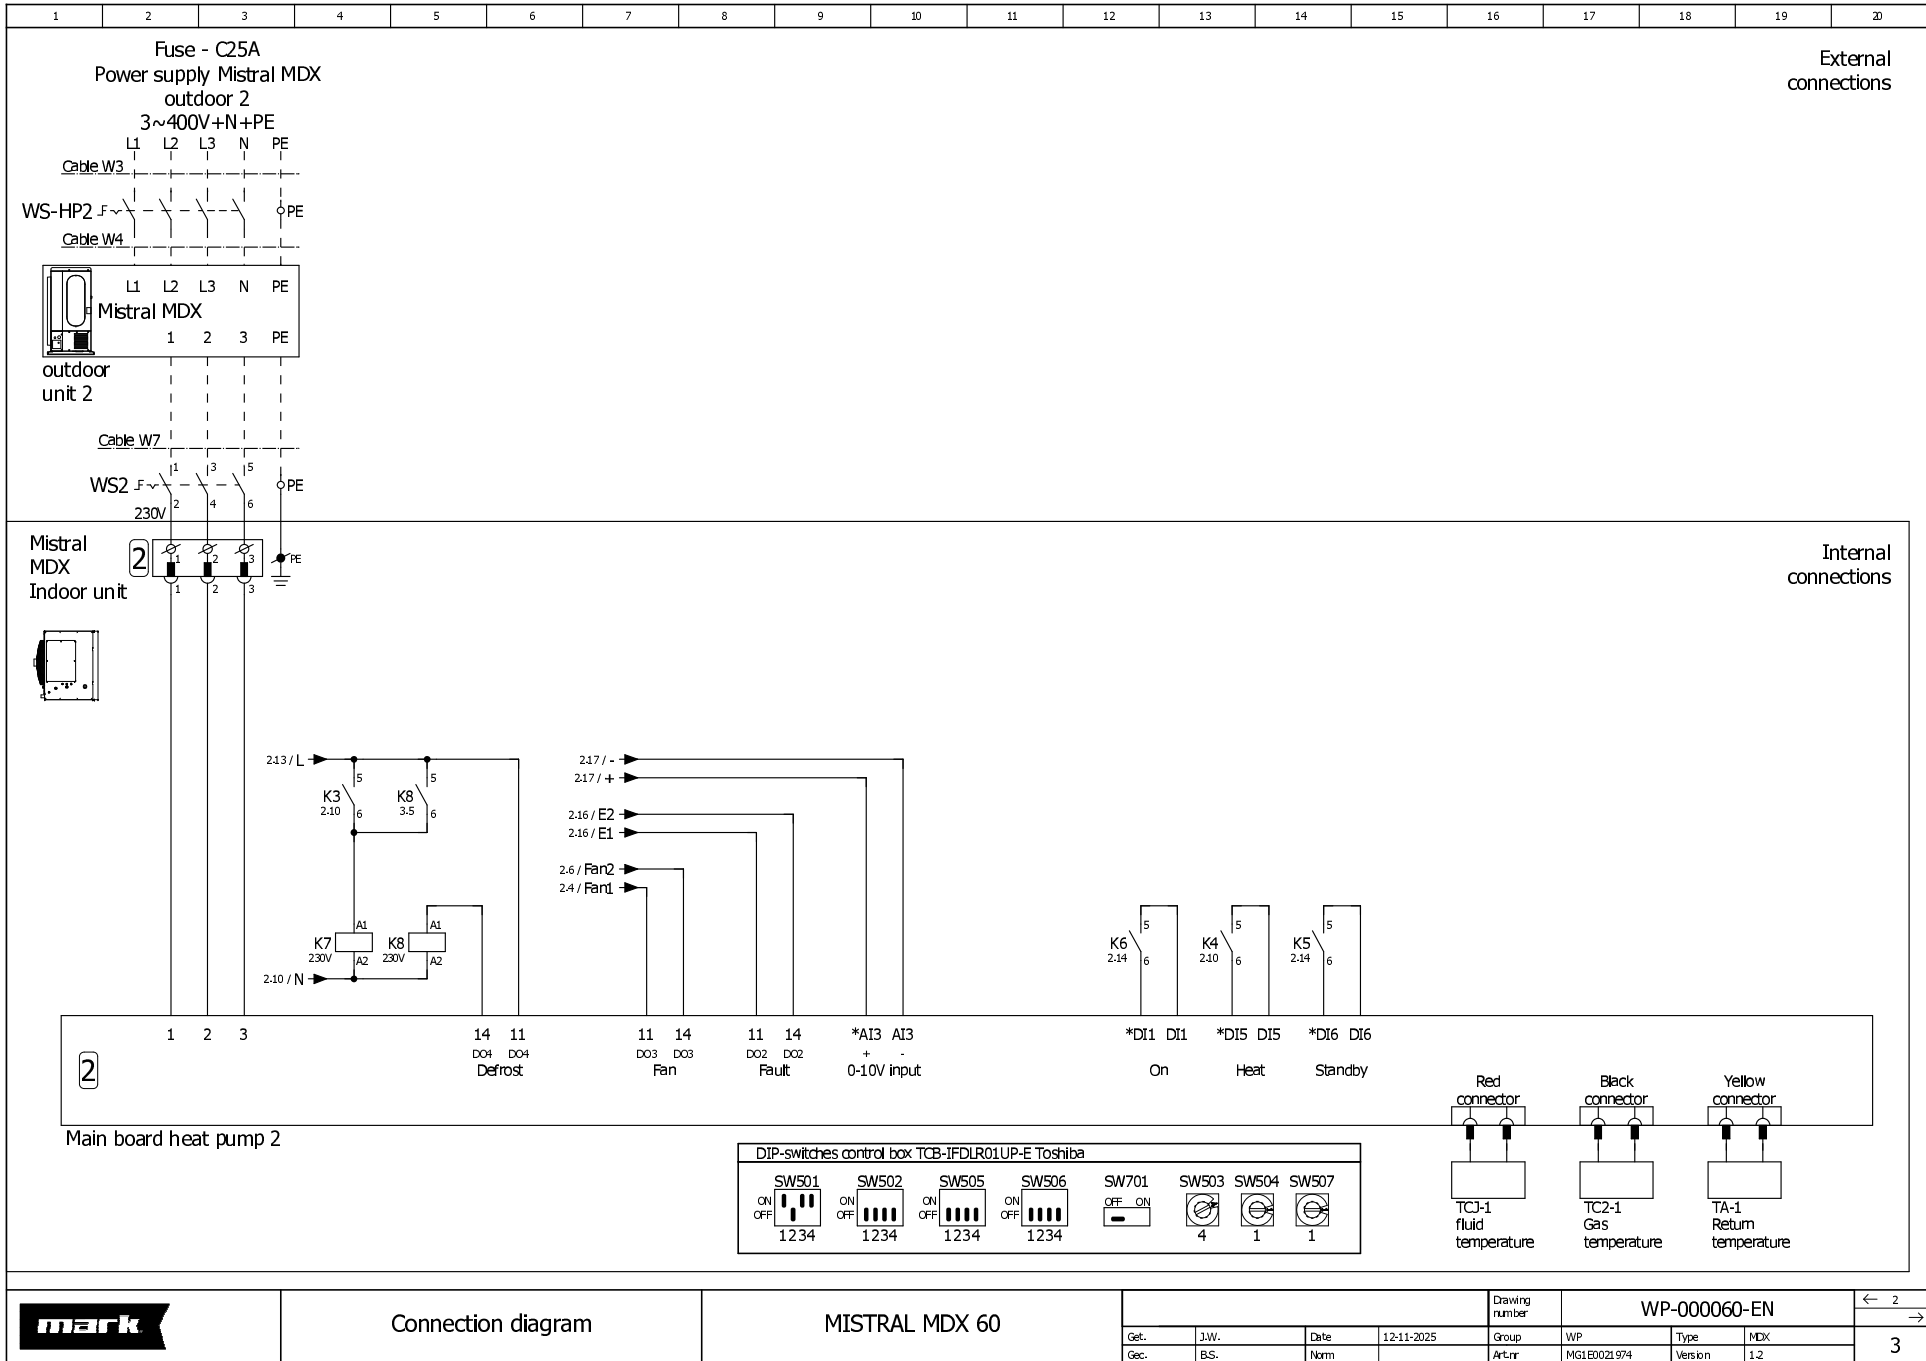 1 2 3 4 5 6 7 8 9 10 11 12 13 14 15 16 17 18 19 20
Fuse - C25A
Power supply Mistral MDX
outdoor 2
3~400V+N+PE
L1 L2 L3 N PE
Cable W3
WS-HP2 PE
Cable W4
L1 L2 L3 N PE
Mistral MDX
1 2 3 PE
outdoor
unit 2
Cable W7
1 3 5
WS2 PE
2 4 6
230V
External
connections
Mistral
MDX
Indoor unit
2
1 2 3 PE
1 2 3
Internal
connections
2.13 / L
5 5
K3 K8
2.10 3.5
6 6
A1 A1
K7 K8
230V 230V
A2 A2
2.10 / N
2.17 / -
2.17 / +
2.16 / E2
2.16 / E1
2.6 / Fan2
2.4 / Fan1
5 5 5
K6 K4 K5
2.14 2.10 2.14
6 6 6
1 2 3 14 11 11 14 11 14 *AI3 AI3 *DI1 DI1 *DI5 DI5 *DI6 DI6
DO4 DO4 DO3 DO3 DO2 DO2 + -
Defrost Fan Fault 0-10V input On Heat Standby
2
Main board heat pump 2
Red
connector
Black
connector
Yellow
connector
TCJ-1
fluid
temperature
TC2-1
Gas
temperature
TA-1
Return
temperature
DIP-switches control box TCB-IFDLR01UP-E Toshiba
SW501 SW502 SW505 SW506 SW701 SW503 SW504 SW507
ON ON ON ON OFF ON
OFF OFF OFF OFF
1234 1234 1234 1234 4 1 1
mark
Connection diagram
MISTRAL MDX 60
Drawing
number
WP-000060-EN
← 2
→
Get. J.W. Date 12-11-2025 Group WP Type MDX
3
Gec. B.S. Norm Art.nr MG1E0021974 Version 1.2